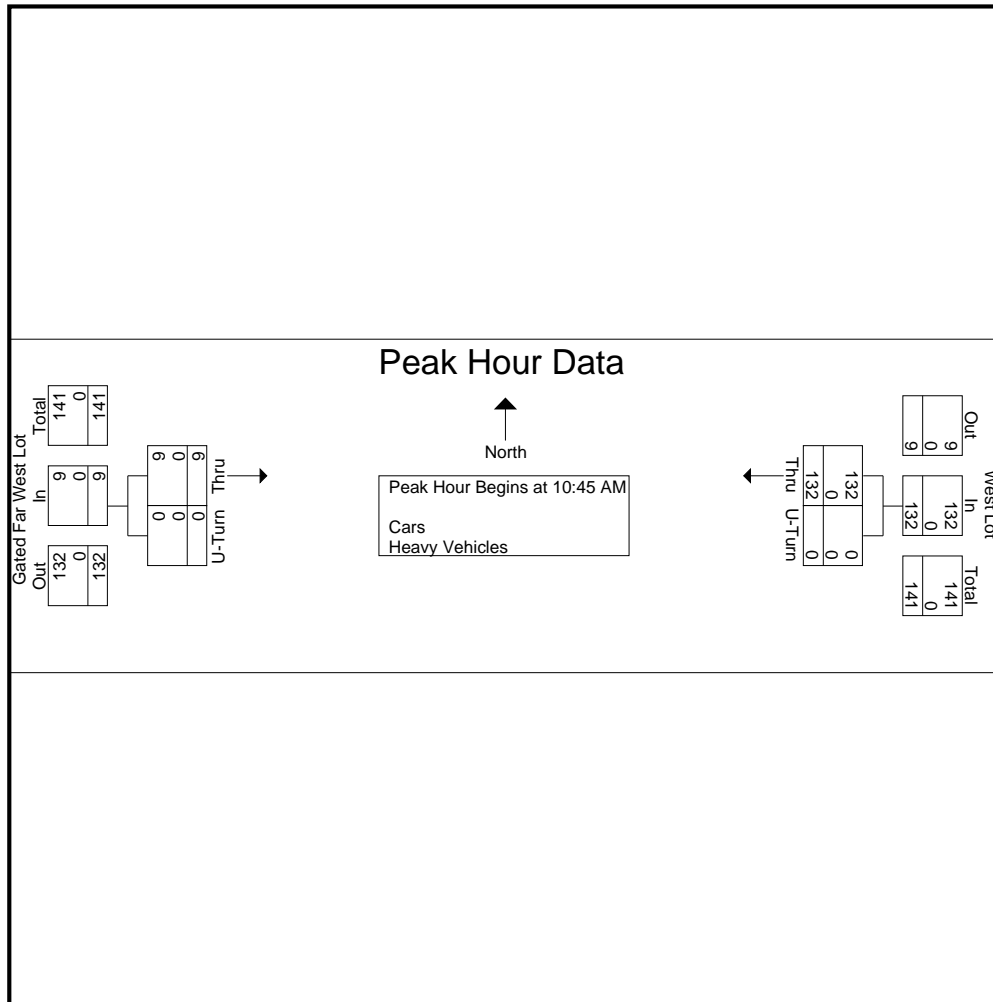 Peak Hour Data
North
Peak Hour Begins at 10:45 AM
Cars
Heavy Vehicles
Gated Far West Lot
Out In Total
132 9 141
0 0 0
132 9 141
0 9
0 0
0 9
U-Turn Thru
West Lot
Out In Total
9 132 141
0 0 0
9 132 141
132 0
0 0
132 0
Thru U-Turn